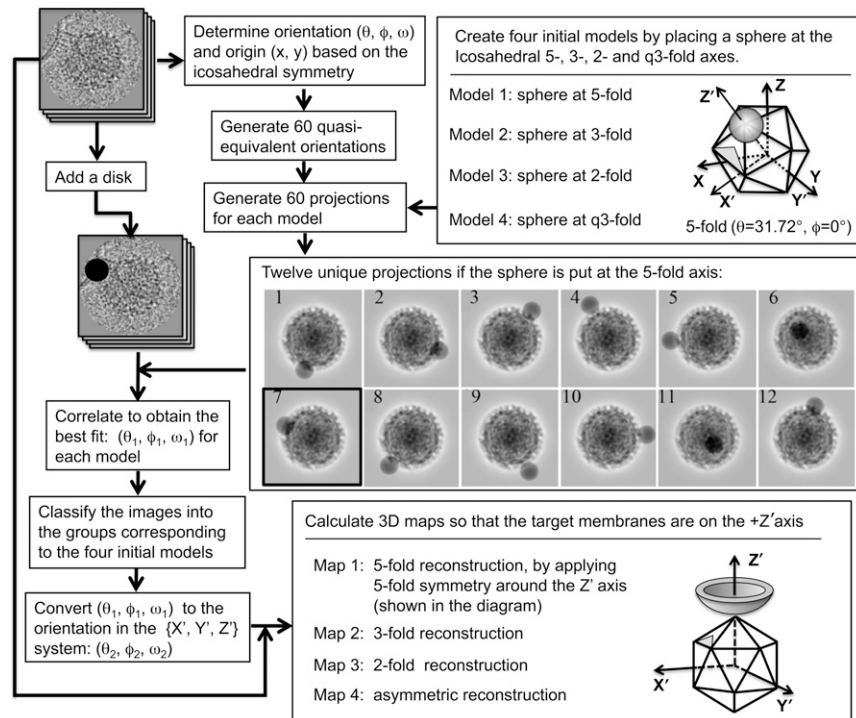 Determine orientation (θ, ϕ, ω)
and origin (x, y) based on the
icosahedral symmetry
Generate 60 quasi-
equivalent orientations
Add a disk
Generate 60 projections
for each model
Create four initial models by placing a sphere at the
Icosahedral 5-, 3-, 2- and q3-fold axes.
Model 1: sphere at 5-fold
Model 2: sphere at 3-fold
Model 3: sphere at 2-fold
Model 4: sphere at q3-fold
Z
Z′
X
X′
Y
Y′
5-fold (θ=31.72°, ϕ=0°)
Twelve unique projections if the sphere is put at the 5-fold axis:
1 2 3 4 5 6
7 8 9 10 11 12
Correlate to obtain the
best fit: (θ₁, ϕ₁, ω₁) for
each model
Classify the images into
the groups corresponding
to the four initial models
Convert (θ₁, ϕ₁, ω₁) to the
orientation in the {X’, Y’, Z’}
system: (θ₂, ϕ₂, ω₂)
Calculate 3D maps so that the target membranes are on the +Z′axis
Map 1: 5-fold reconstruction, by applying
5-fold symmetry around the Z’ axis
(shown in the diagram)
Map 2: 3-fold reconstruction
Map 3: 2-fold reconstruction
Map 4: asymmetric reconstruction
Z′
X′
Y′